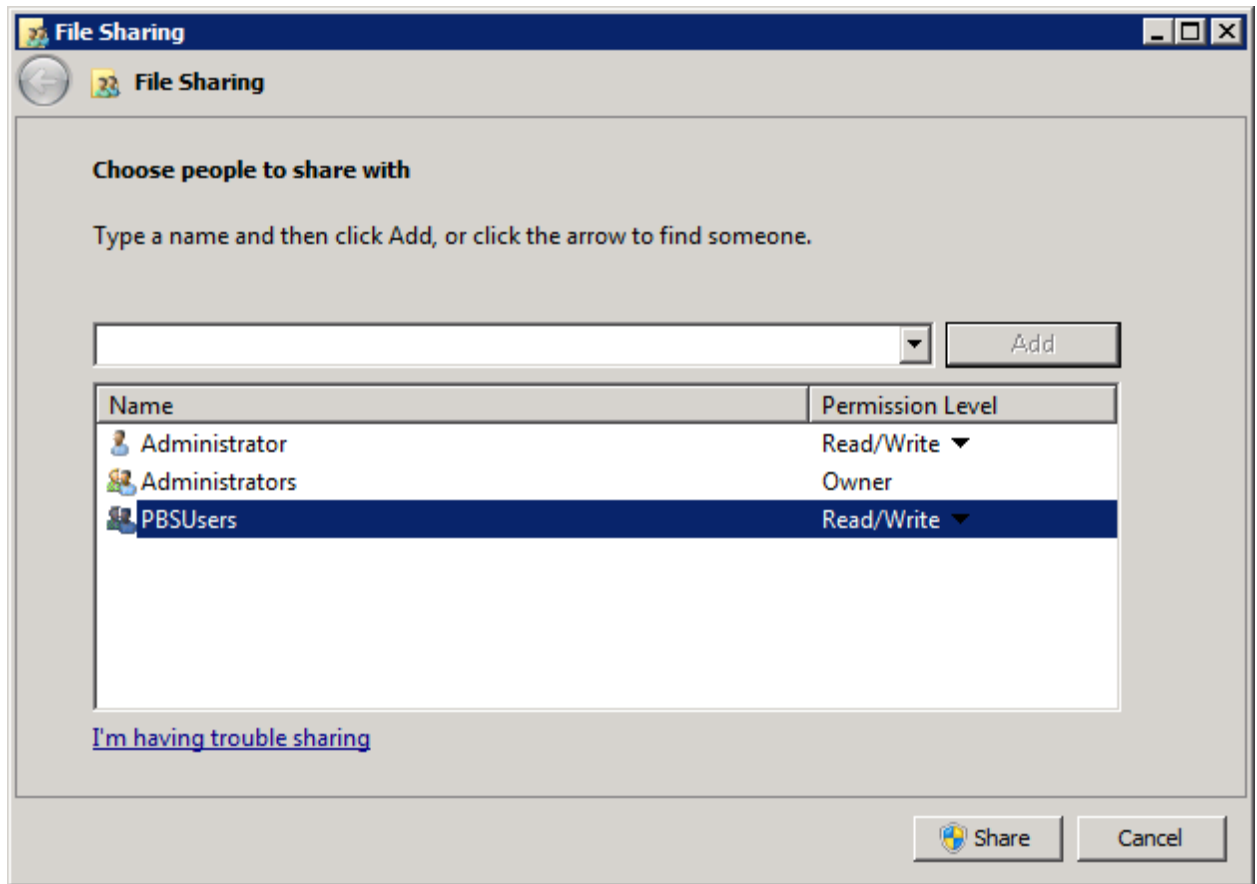 File Sharing
File Sharing
Choose people to share with
Type a name and then click Add, or click the arrow to find someone.
Add
Name Permission Level
Administrator Read/Write
Administrators Owner
PBSUsers Read/Write
I'm having trouble sharing
Share Cancel